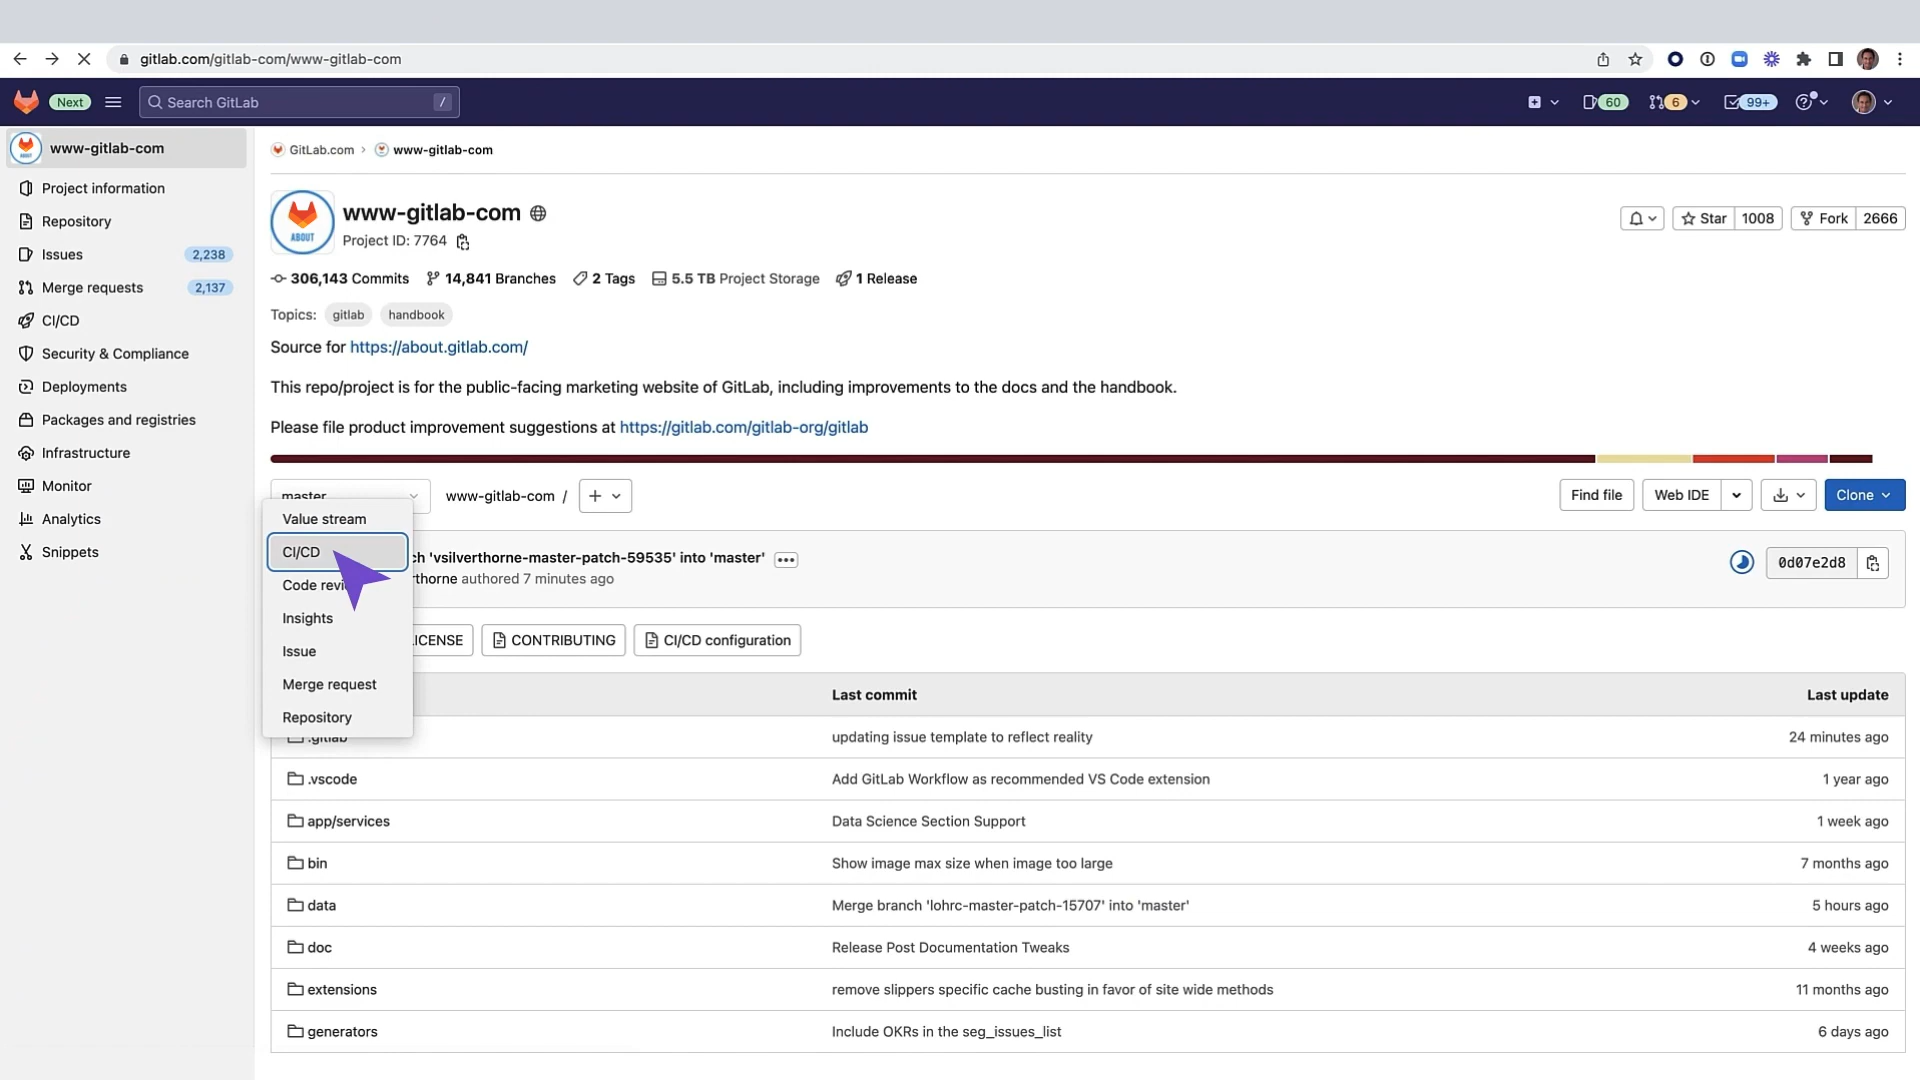 gitlab.com/gitlab-com/www-gitlab-com
Next
Search GitLab
/
60
6
99+
www-gitlab-com
Project information
Repository
Issues 2,238
Merge requests 2,137
CI/CD
Security & Compliance
Deployments
Packages and registries
Infrastructure
Monitor
Analytics
Snippets
Value stream
CI/CD
Code
Insights
Issue
Merge request
Repository
GitLab.com > www-gitlab-com
ABOUT
www-gitlab-com
Project ID: 7764
Star 1008
Fork 2666
306,143 Commits 14,841 Branches 2 Tags 5.5 TB Project Storage 1 Release
Topics: gitlab handbook
Source for https://about.gitlab.com/
This repo/project is for the public-facing marketing website of GitLab, including improvements to the docs and the handbook.
Please file product improvement suggestions at https://gitlab.com/gitlab-org/gitlab
master
www-gitlab-com / +
Find file
Web IDE
Clone
'vsilverthorne-master-patch-59535' into 'master' •••
authored 7 minutes ago
0d07e2d8
CONTRIBUTING
CI/CD configuration
Last commit Last update
.gitlab updating issue template to reflect reality 24 minutes ago
.vscode Add GitLab Workflow as recommended VS Code extension 1 year ago
app/services Data Science Section Support 1 week ago
bin Show image max size when image too large 7 months ago
data Merge branch 'lohrc-master-patch-15707' into 'master' 5 hours ago
doc Release Post Documentation Tweaks 4 weeks ago
extensions remove slippers specific cache busting in favor of site wide methods 11 months ago
generators Include OKRs in the seg_issues_list 6 days ago